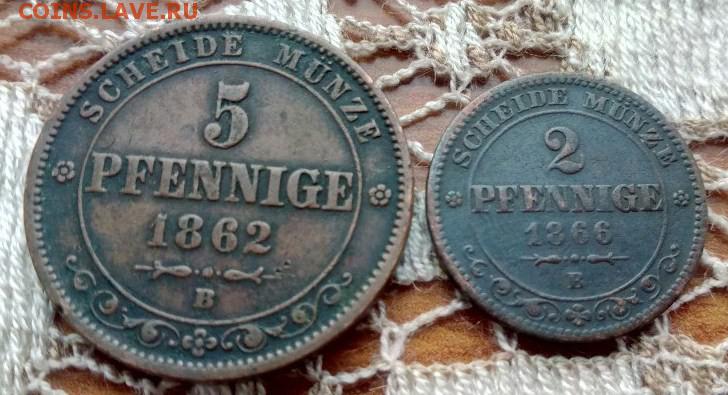 COINS.LAVE.RU
SCHEIDE MÜNZE
5
PFENNIGE
1862
B
SCHEIDE MÜNZE
2
PFENNIGE
1866
B